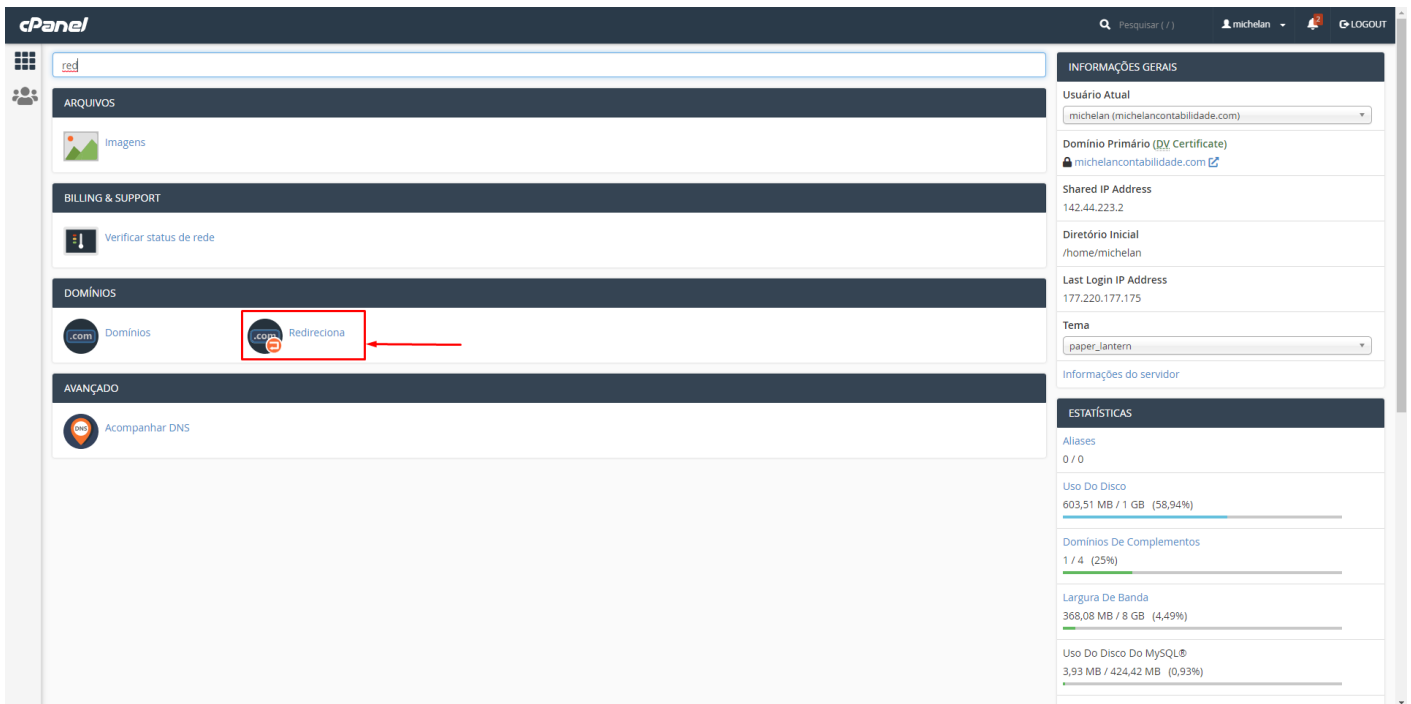 cPanel
Pesquisar ( / )
michelan
2
LOGOUT
red
ARQUIVOS
Imagens
BILLING & SUPPORT
Verificar status de rede
DOMÍNIOS
.com
Domínios
.com
Redireciona
AVANÇADO
DNS
Acompanhar DNS
INFORMAÇÕES GERAIS
Usuário Atual
michelan (michelancontabilidade.com)
Domínio Primário (DV Certificate)
michelancontabilidade.com
Shared IP Address
142.44.223.2
Diretório Inicial
/home/michelan
Last Login IP Address
177.220.177.175
Tema
paper_lantern
Informações do servidor
ESTATÍSTICAS
Aliases
0 / 0
Uso Do Disco
603,51 MB / 1 GB (58,94%)
Domínios De Complementos
1 / 4 (25%)
Largura De Banda
368,08 MB / 8 GB (4,49%)
Uso Do Disco Do MySQL®
3,93 MB / 424,42 MB (0,93%)